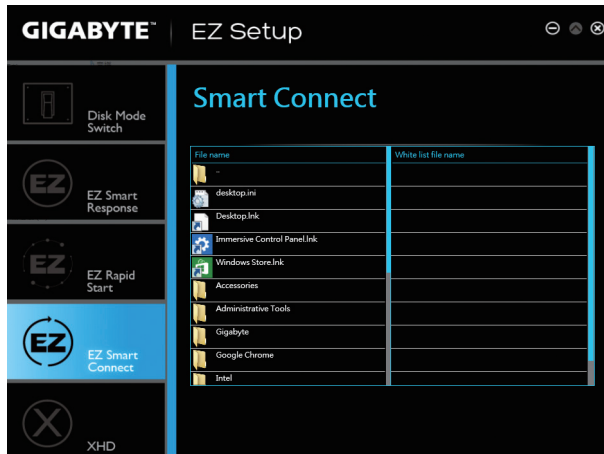 GIGABYTE™ EZ Setup
Disk Mode
Switch
EZ
EZ Smart
Response
EZ
EZ Rapid
Start
EZ
EZ Smart
Connect
X
XHD
Smart Connect
File name White list file name
..
desktop.ini
Desktop.lnk
Immersive Control Panel.lnk
Windows Store.lnk
Accessories
Administrative Tools
Gigabyte
Google Chrome
Intel